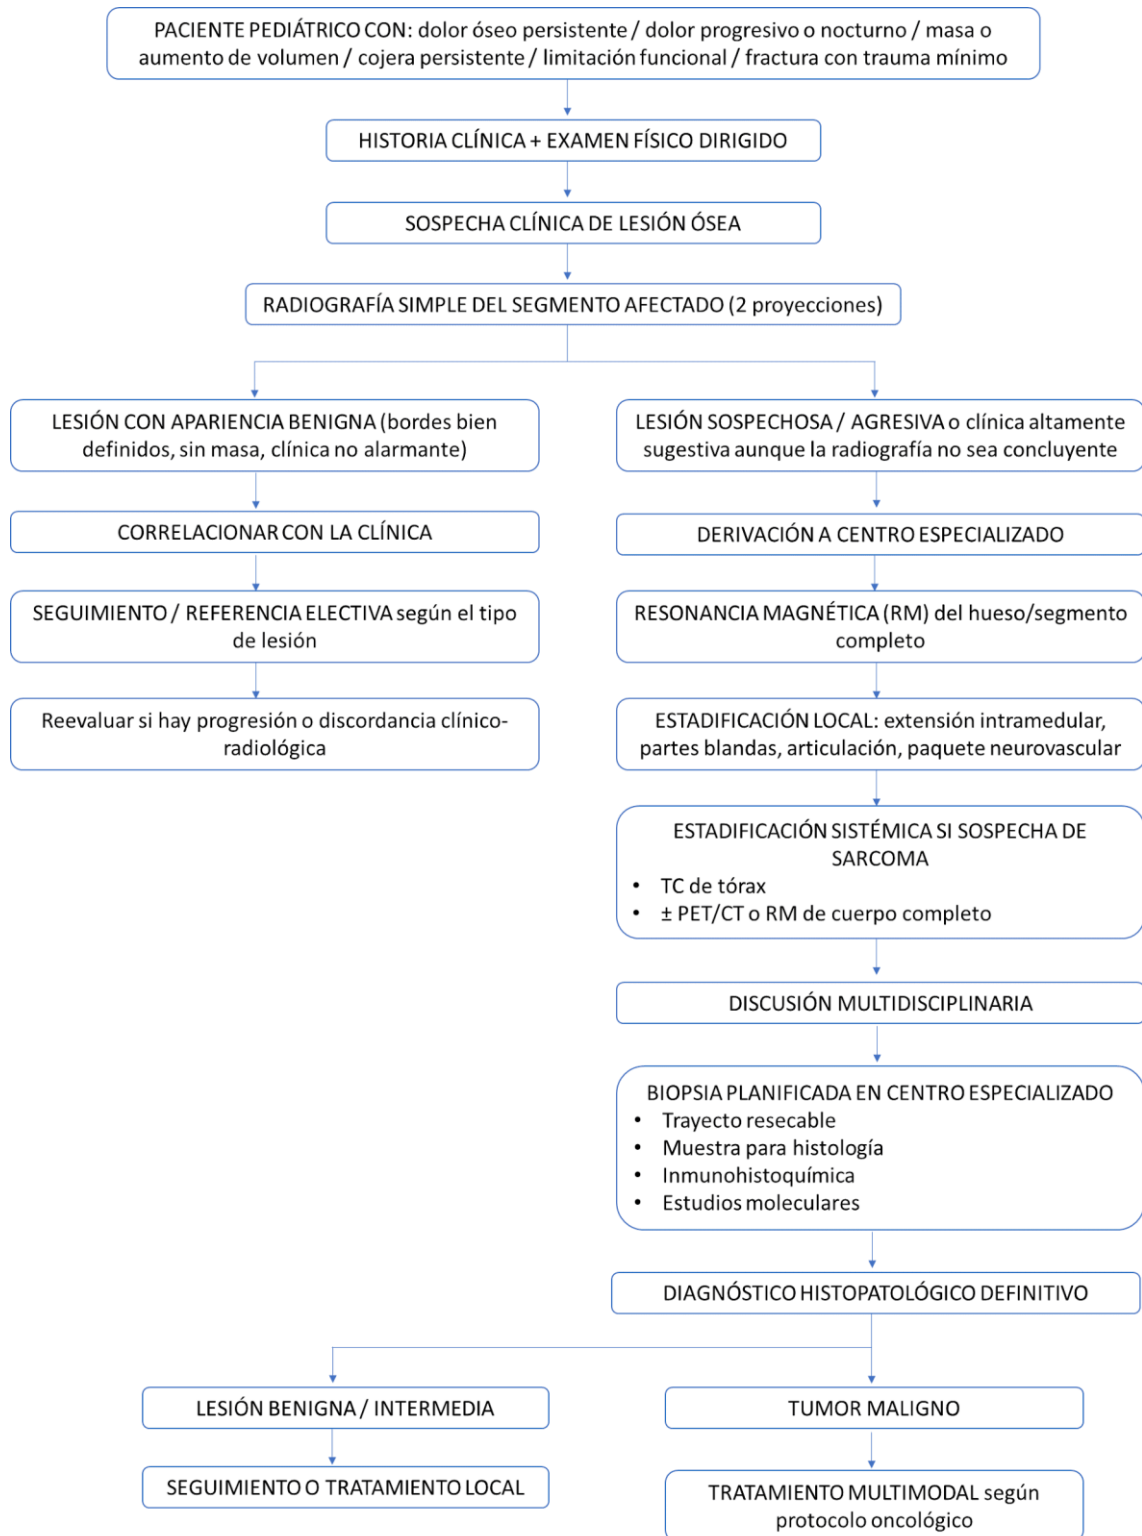 PACIENTE PEDIÁTRICO CON: dolor óseo persistente / dolor progresivo o nocturno / masa o
aumento de volumen / cojera persistente / limitación funcional / fractura con trauma mínimo
HISTORIA CLÍNICA + EXAMEN FÍSICO DIRIGIDO
SOSPECHA CLÍNICA DE LESIÓN ÓSEA
RADIOGRAFÍA SIMPLE DEL SEGMENTO AFECTADO (2 proyecciones)
LESIÓN CON APARIENCIA BENIGNA (bordes bien
definidos, sin masa, clínica no alarmante)
CORRELACIONAR CON LA CLÍNICA
SEGUIMIENTO / REFERENCIA ELECTIVA según el tipo
de lesión
Reevaluar si hay progresión o discordancia clínico-
radiológica
LESIÓN SOSPECHOSA / AGRESIVA o clínica altamente
sugestiva aunque la radiografía no sea concluyente
DERIVACIÓN A CENTRO ESPECIALIZADO
RESONANCIA MAGNÉTICA (RM) del hueso/segmento
completo
ESTADIFICACIÓN LOCAL: extensión intramedular,
partes blandas, articulación, paquete neurovascular
ESTADIFICACIÓN SISTÉMICA SI SOSPECHA DE
SARCOMA
• TC de tórax
• ± PET/CT o RM de cuerpo completo
DISCUSIÓN MULTIDISCIPLINARIA
BIOPSIA PLANIFICADA EN CENTRO ESPECIALIZADO
• Trayecto resecable
• Muestra para histología
• Inmunohistoquímica
• Estudios moleculares
DIAGNÓSTICO HISTOPATOLÓGICO DEFINITIVO
LESIÓN BENIGNA / INTERMEDIA
SEGUIMIENTO O TRATAMIENTO LOCAL
TUMOR MALIGNO
TRATAMIENTO MULTIMODAL según
protocolo oncológico